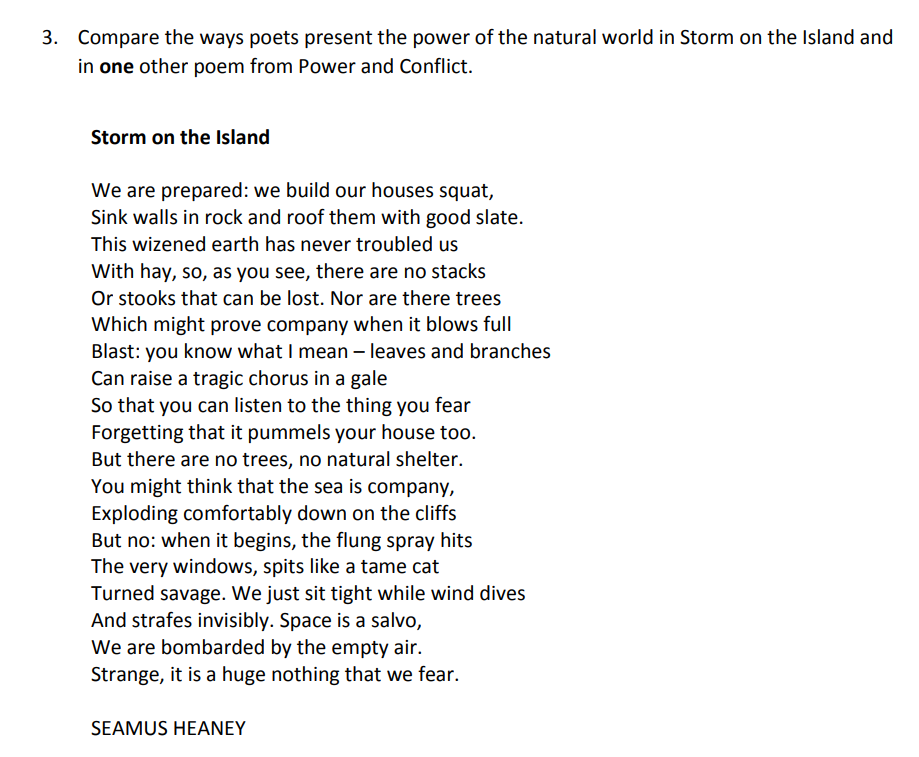 3. Compare the ways poets present the power of the natural world in Storm on the Island and
in one other poem from Power and Conflict.
Storm on the Island
We are prepared: we build our houses squat,
Sink walls in rock and roof them with good slate.
This wizened earth has never troubled us
With hay, so, as you see, there are no stacks
Or stooks that can be lost. Nor are there trees
Which might prove company when it blows full
Blast: you know what I mean – leaves and branches
Can raise a tragic chorus in a gale
So that you can listen to the thing you fear
Forgetting that it pummels your house too.
But there are no trees, no natural shelter.
You might think that the sea is company,
Exploding comfortably down on the cliffs
But no: when it begins, the flung spray hits
The very windows, spits like a tame cat
Turned savage. We just sit tight while wind dives
And strafes invisibly. Space is a salvo,
We are bombarded by the empty air.
Strange, it is a huge nothing that we fear.
SEAMUS HEANEY